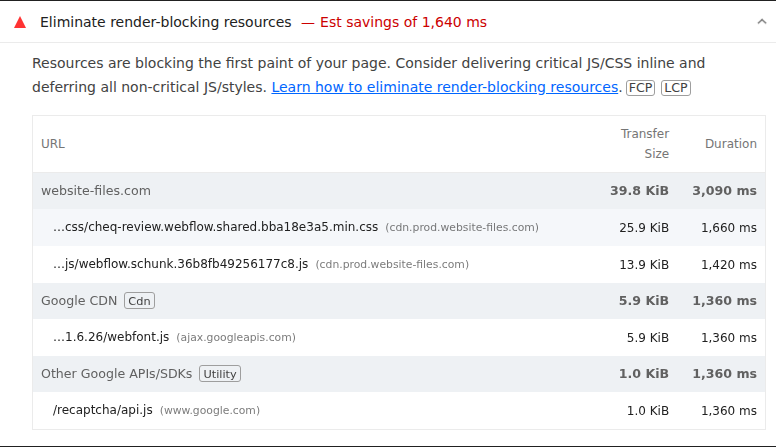 Eliminate render-blocking resources — Est savings of 1,640 ms
Resources are blocking the first paint of your page. Consider delivering critical JS/CSS inline and
deferring all non-critical JS/styles. Learn how to eliminate render-blocking resources. FCP LCP
URL Transfer Size Duration
website-files.com 39.8 KiB 3,090 ms
…css/cheq-review.webflow.shared.bba18e3a5.min.css (cdn.prod.website-files.com) 25.9 KiB 1,660 ms
…js/webflow.schunk.36b8fb49256177c8.js (cdn.prod.website-files.com) 13.9 KiB 1,420 ms
Google CDN Cdn 5.9 KiB 1,360 ms
…1.6.26/webfont.js (ajax.googleapis.com) 5.9 KiB 1,360 ms
Other Google APIs/SDKs Utility 1.0 KiB 1,360 ms
/recaptcha/api.js (www.google.com) 1.0 KiB 1,360 ms